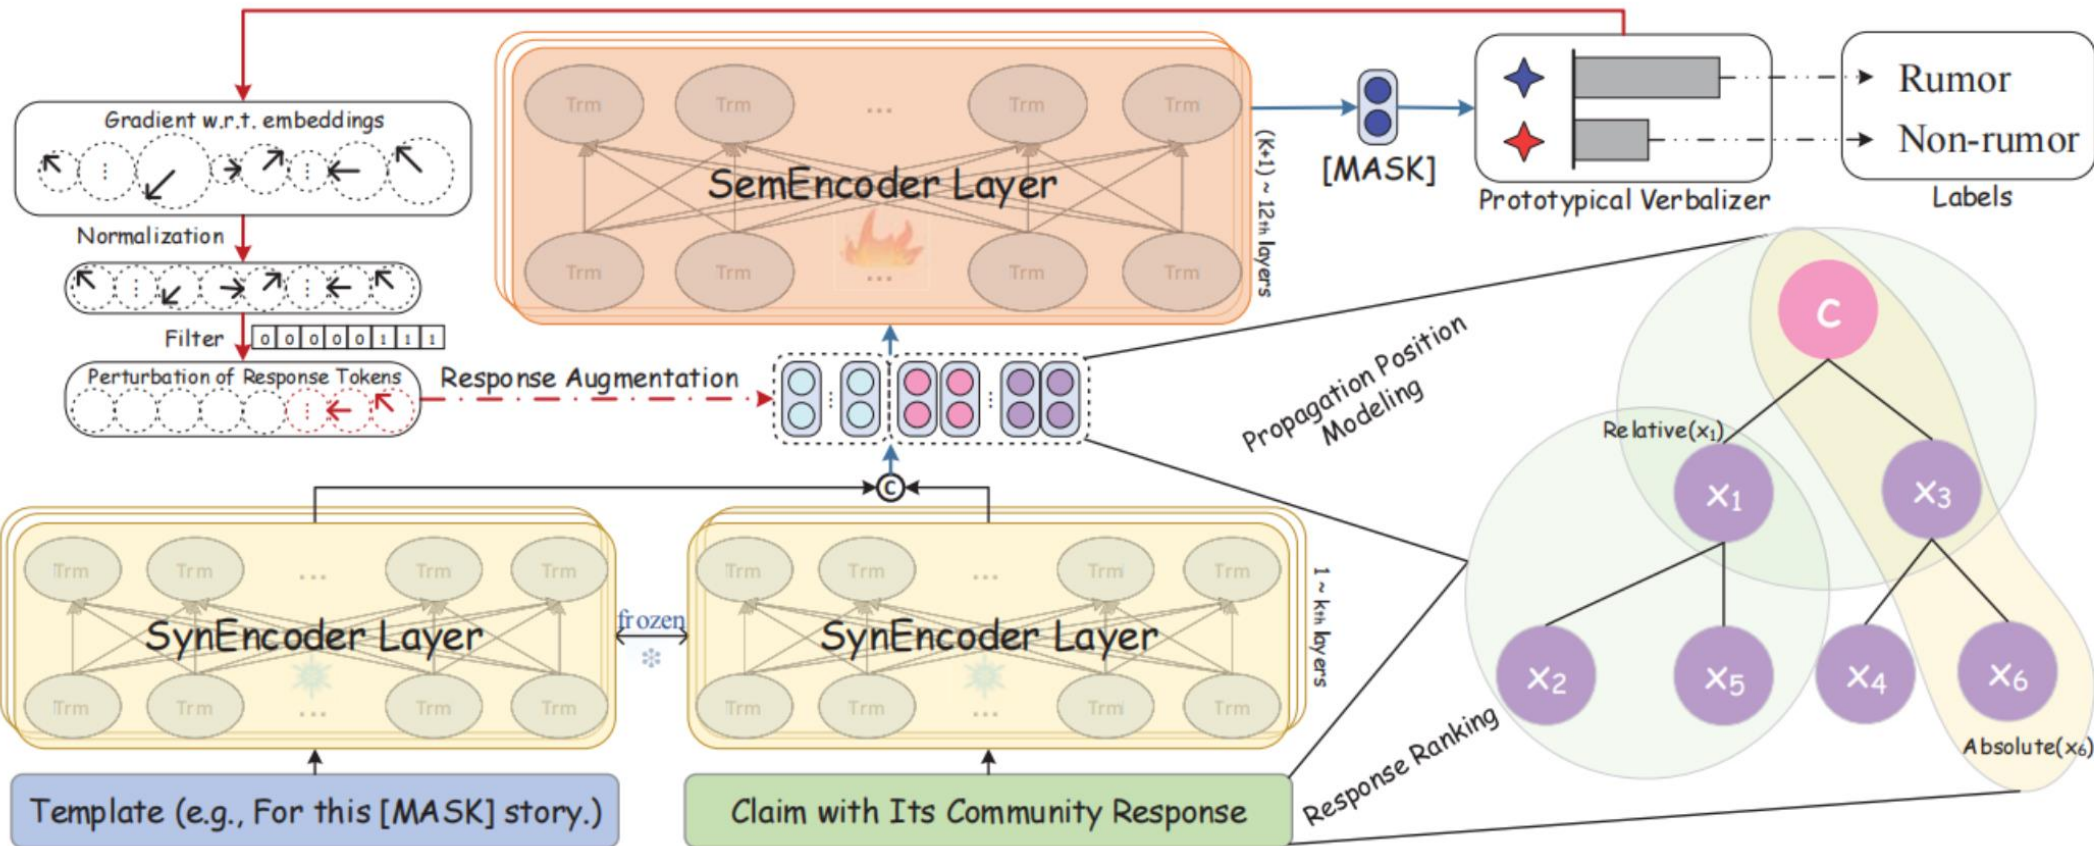 Gradient w.r.t. embeddings
Normalization
Filter
0 0 0 0 0 1 1 1
Perturbation of Response Tokens
Response Augmentation
Trm Trm ... Trm Trm
SemEncoder Layer
Trm Trm ... Trm Trm
(K+1) ~ 12th layers
[MASK]
Prototypical Verbalizer
Rumor
Non-rumor
Labels
C
Trm Trm ... Trm Trm
SynEncoder Layer
Trm Trm ... Trm Trm
frozen
Trm Trm ... Trm Trm
SynEncoder Layer
Trm Trm ... Trm Trm
1 ~ kth layers
Template (e.g., For this [MASK] story.)
Claim with Its Community Response
Propagation Position
Modeling
Response Ranking
C
Relative(x1)
x1
x3
x2
x5
x4
x6
Absolute(x6)